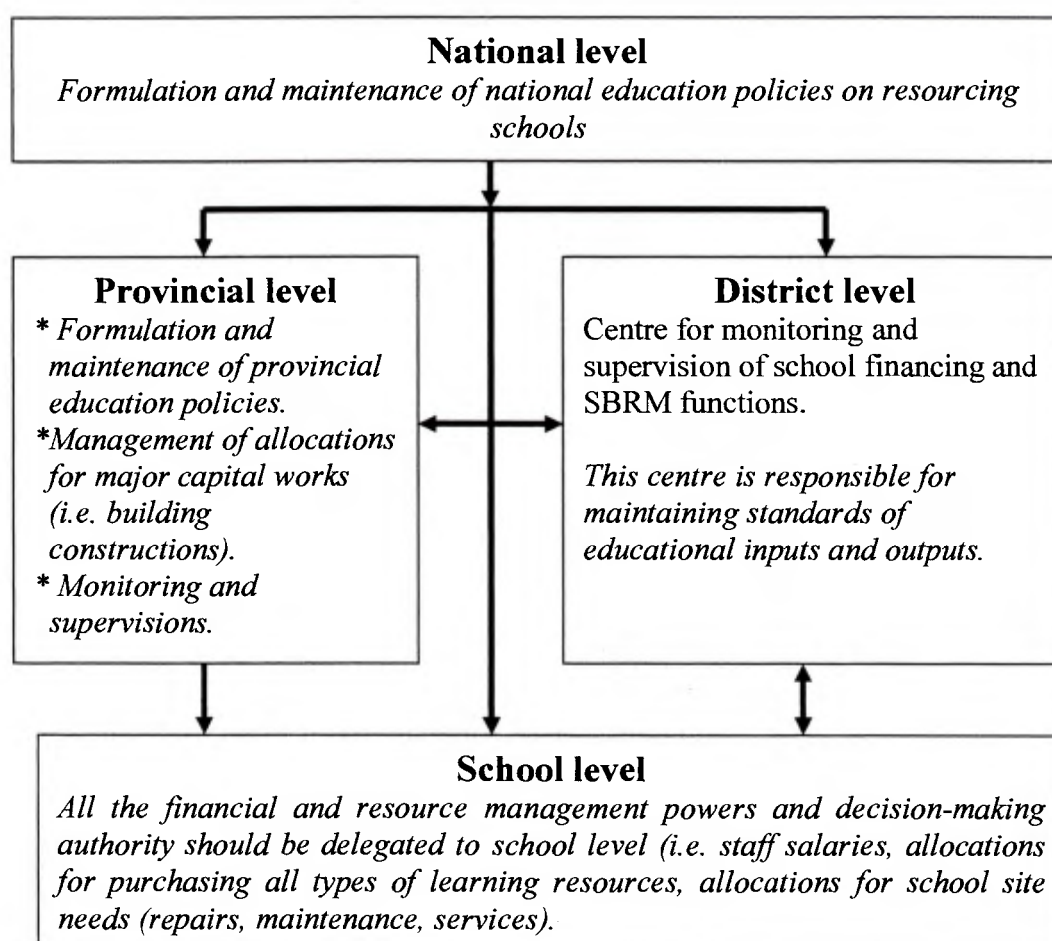 National level
Formulation and maintenance of national education policies on resourcing
schools
Provincial level
* Formulation and
maintenance of provincial
education policies.
*Management of allocations
for major capital works
(i.e. building
constructions).
* Monitoring and
supervisions.
District level
Centre for monitoring and
supervision of school financing and
SBRM functions.
This centre is responsible for
maintaining standards of
educational inputs and outputs.
School level
All the financial and resource management powers and decision-making
authority should be delegated to school level (i.e. staff salaries, allocations
for purchasing all types of learning resources, allocations for school site
needs (repairs, maintenance, services).